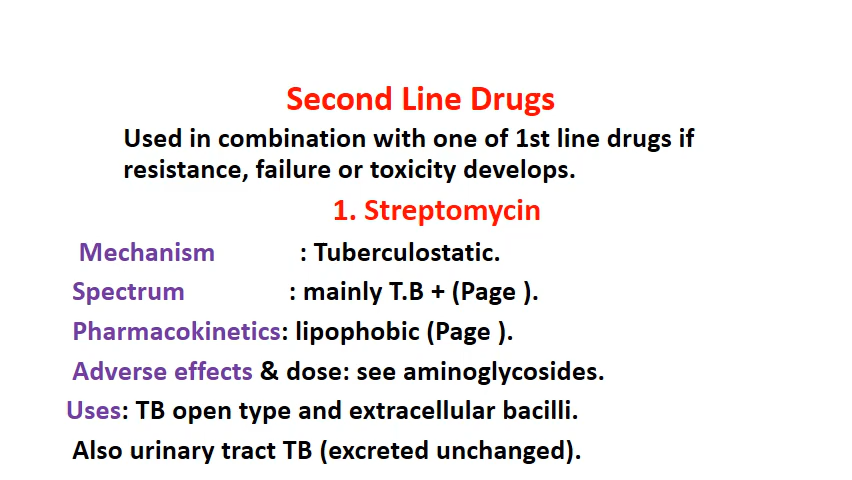 Second Line Drugs
Used in combination with one of 1st line drugs if
resistance, failure or toxicity develops.
1. Streptomycin
Mechanism : Tuberculostatic.
Spectrum : mainly T.B + (Page ).
Pharmacokinetics: lipophobic (Page ).
Adverse effects & dose: see aminoglycosides.
Uses: TB open type and extracellular bacilli.
Also urinary tract TB (excreted unchanged).